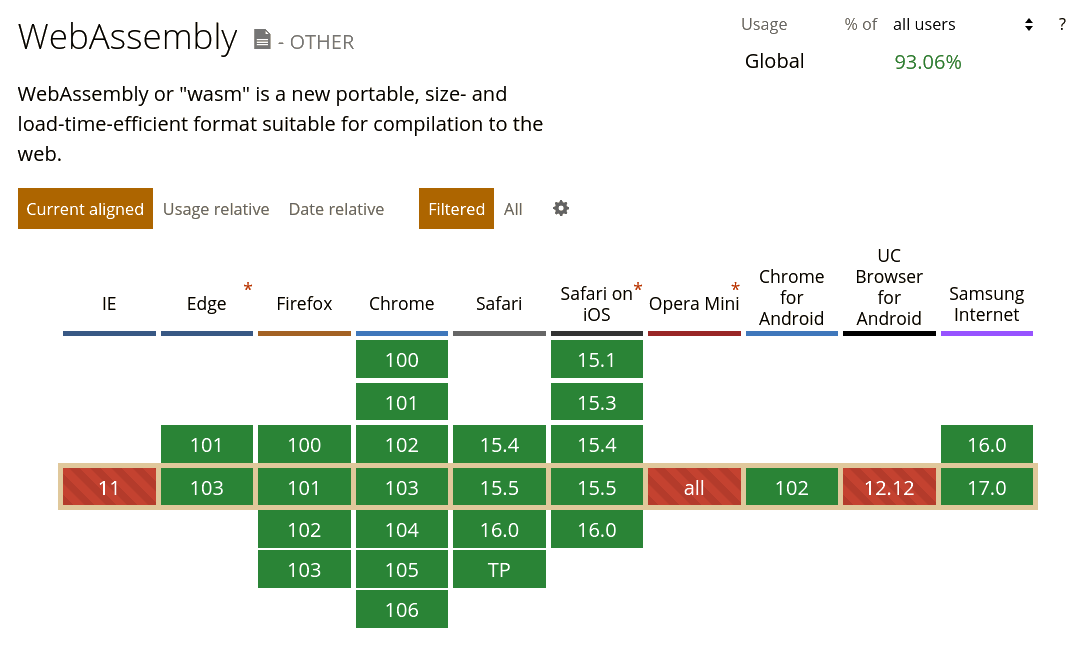 WebAssembly - OTHER
Usage % of all users ?
Global 93.06%
WebAssembly or "wasm" is a new portable, size- and
load-time-efficient format suitable for compilation to the
web.
Current aligned Usage relative Date relative Filtered All
IE Edge * Firefox Chrome Safari Safari on iOS * Opera Mini * Chrome for Android UC Browser for Android Samsung Internet
100 15.1
101 15.3
101 100 102 15.4 15.4 16.0
11 103 101 103 15.5 15.5 all 102 12.12 17.0
102 104 16.0 16.0
103 105 TP
106